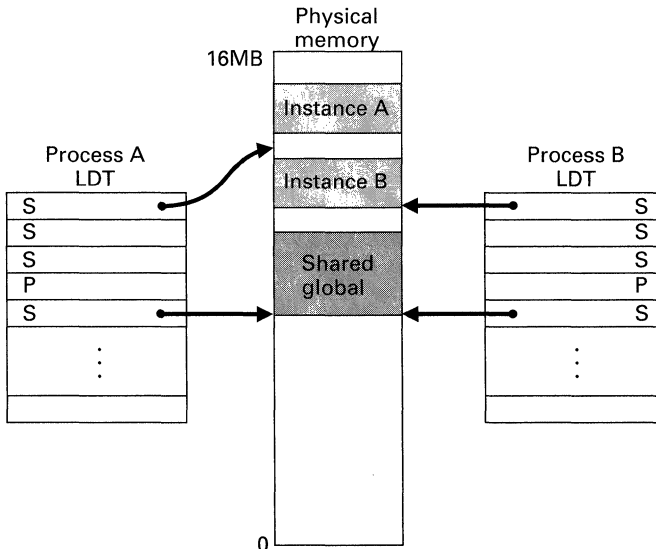 Physical
memory
16MB
Instance A
Process A
LDT
Process B
LDT
Instance B
S
S
S
P
S
S
S
S
P
S
Shared
global
0